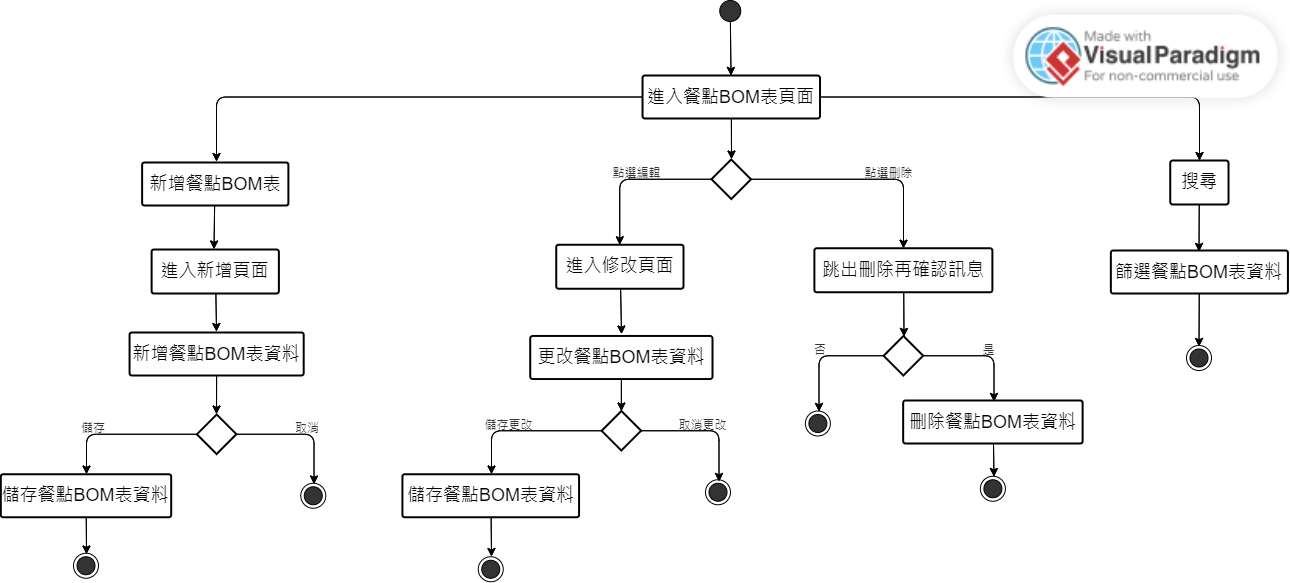 Made with
Visual Paradigm
For non-commercial use
進入餐點BOM表頁面
新增餐點BOM表
點選編輯
點選刪除
搜尋
進入新增頁面
進入修改頁面
跳出刪除再確認訊息
篩選餐點BOM表資料
新增餐點BOM表資料
更改餐點BOM表資料
否
是
儲存
取消
儲存更改
取消更改
刪除餐點BOM表資料
儲存餐點BOM表資料
儲存餐點BOM表資料